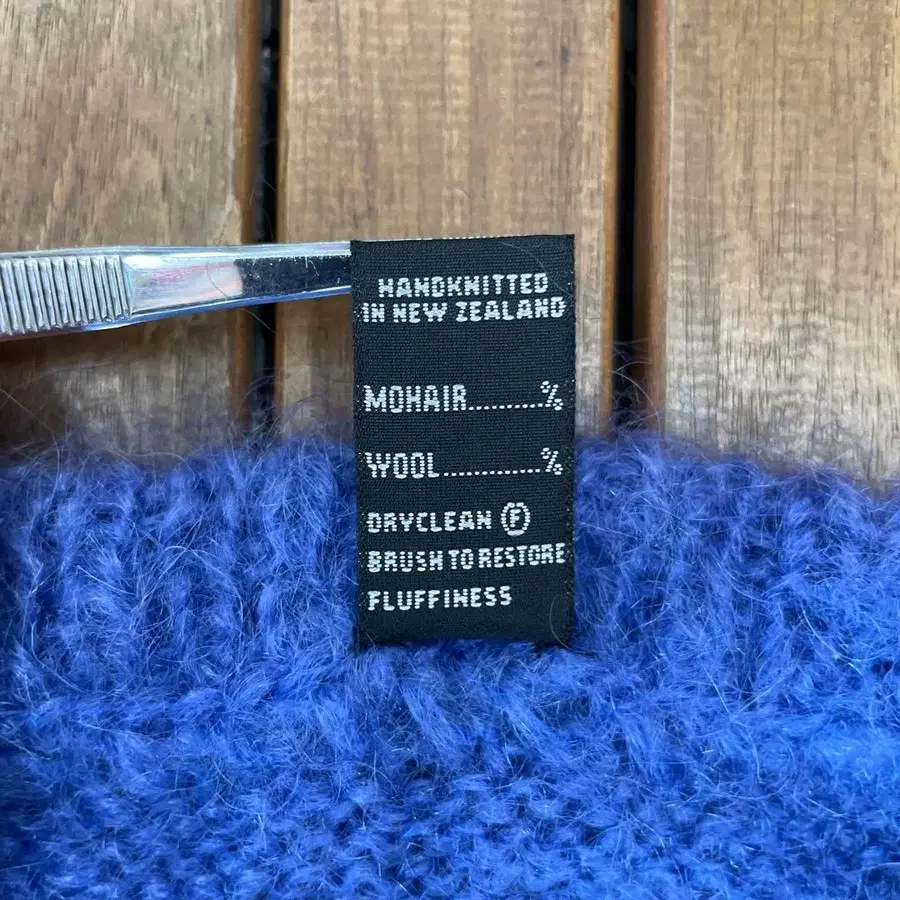 HANDKNITTED
IN NEW ZEALAND
MOHAIR..........%
WOOL.............%
DRYCLEAN Ⓕ
BRUSH TO RESTORE
FLUFFINESS